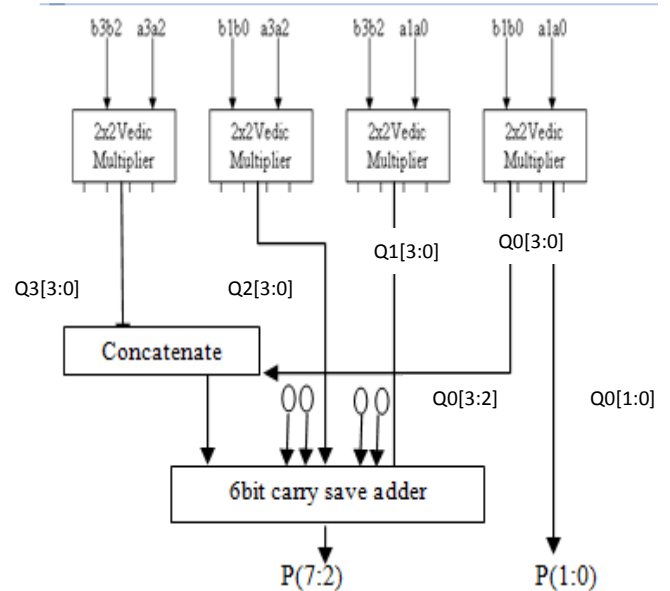 b3b2 a3a2 b1b0 a3a2 b3b2 a1a0 b1b0 a1a0
2x2Vedic Multiplier
2x2Vedic Multiplier
2x2Vedic Multiplier
2x2Vedic Multiplier
Q1[3:0]
Q0[3:0]
Q3[3:0]
Q2[3:0]
Concatenate
00
00
Q0[3:2]
Q0[1:0]
6bit carry save adder
P(7:2)
P(1:0)